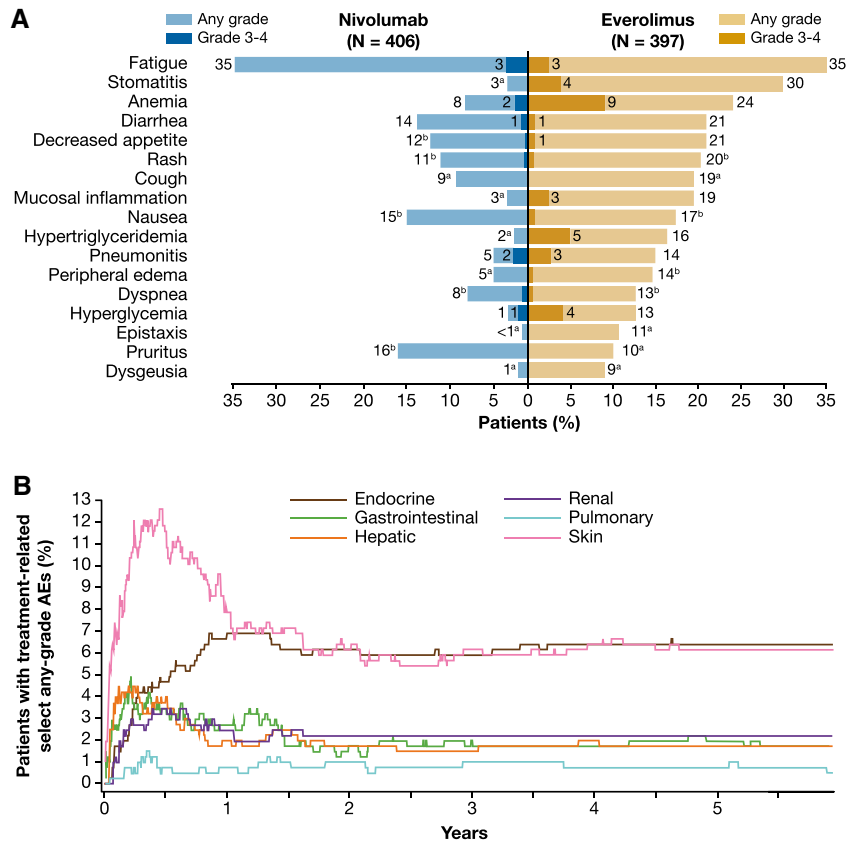 A
Any grade
Grade 3-4
Nivolumab
(N = 406)
Everolimus
(N = 397)
Any grade
Grade 3-4
Fatigue 35 3 3 35
Stomatitis 3ᵃ 4 30
Anemia 8 2 9 24
Diarrhea 14 1 1 21
Decreased appetite 12ᵇ 1 21
Rash 11ᵇ 20ᵇ
Cough 9ᵃ 19ᵃ
Mucosal inflammation 3ᵃ 3 19
Nausea 15ᵇ 17ᵇ
Hypertriglyceridemia 2ᵃ 5 16
Pneumonitis 5 2 3 14
Peripheral edema 5ᵃ 14ᵇ
Dyspnea 8ᵇ 13ᵇ
Hyperglycemia 1 1 4 13
Epistaxis <1ᵃ 11ᵃ
Pruritus 16ᵇ 10ᵃ
Dysgeusia 1ᵃ 9ᵃ
35 35 25 20 15 10 5 0 5 10 15 20 25 30 35
Patients (%)
B
Patients with treatment-related
select any-grade AEs (%)
13
12
11
10
9
8
7
6
5
4
3
2
1
0
Endocrine
Gastrointestinal
Hepatic
Renal
Pulmonary
Skin
0 1 2 3 4 5
Years